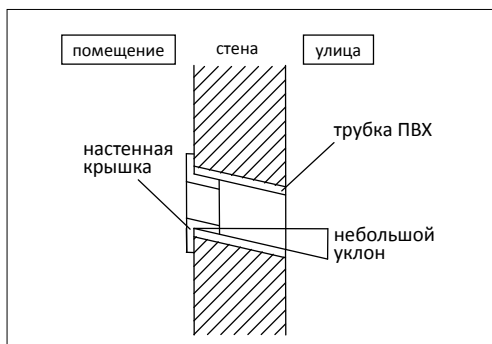 помещение
стена
улица
трубка ПВХ
настенная
крышка
небольшой
уклон